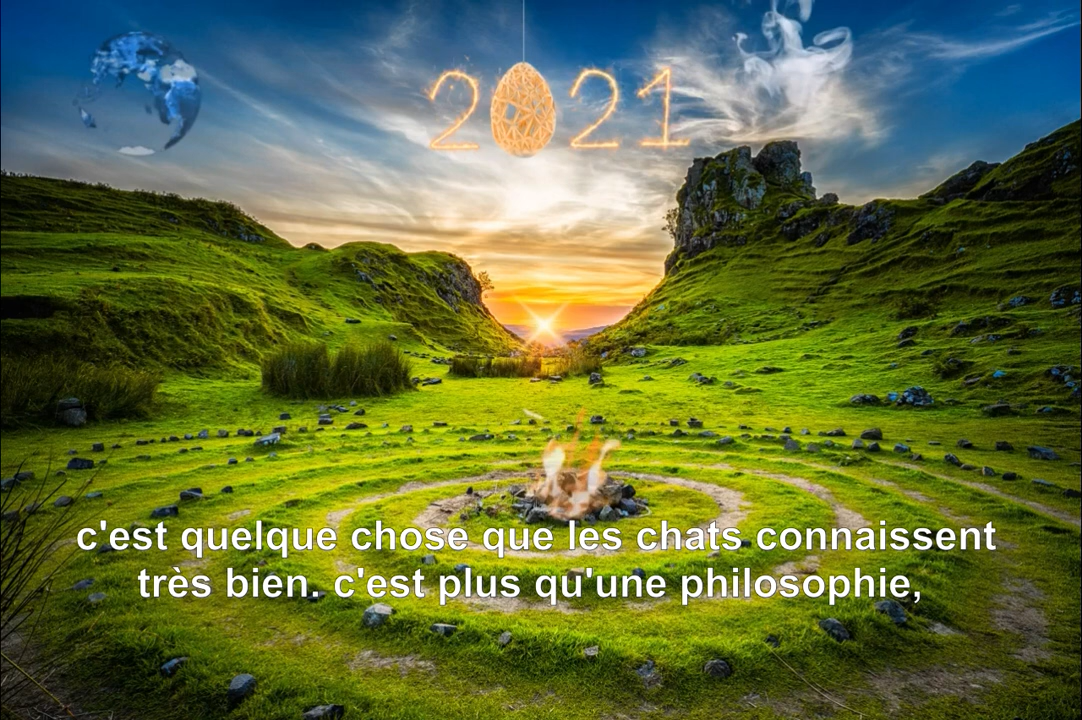 2021
c'est quelque chose que les chats connaissent
très bien. c'est plus qu'une philosophie,